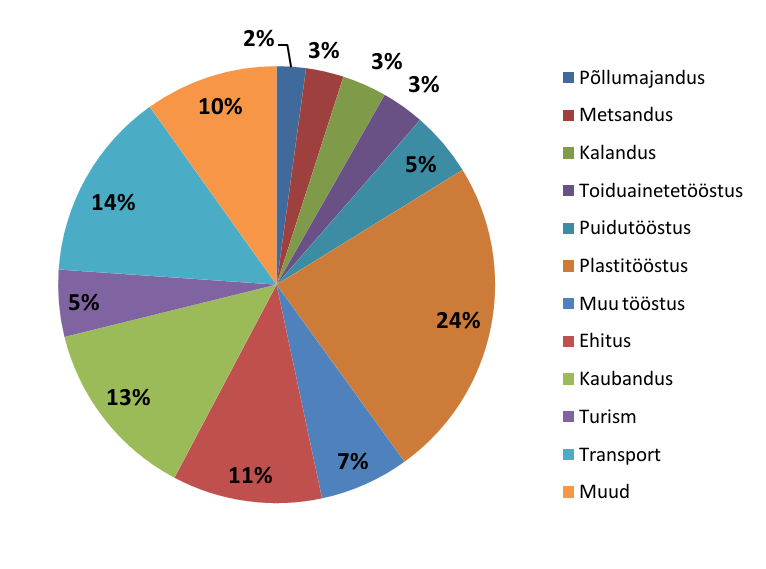 2%
3%
3%
3%
5%
24%
7%
11%
13%
5%
14%
10%
Põllumajandus
Metsandus
Kalandus
Toiduainetetööstus
Puidutööstus
Plastitööstus
Muu tööstus
Ehitus
Kaubandus
Turism
Transport
Muud